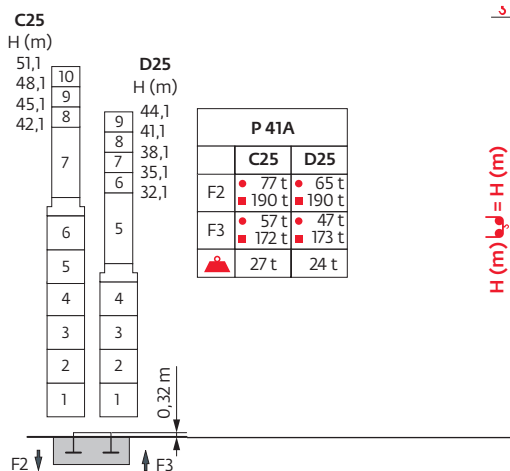 C25
H (m)
51,1
48,1
45,1
42,1
10
9
8
7
6
5
4
3
2
1
D25
H (m)
44,1
41,1
38,1
35,1
32,1
9
8
7
6
5
4
3
2
1
P 41A
C25 D25
F2 77 t 65 t
190 t 190 t
F3 57 t 47 t
172 t 173 t
27 t 24 t
0,32 m
F2 F3
H (m) = H (m)